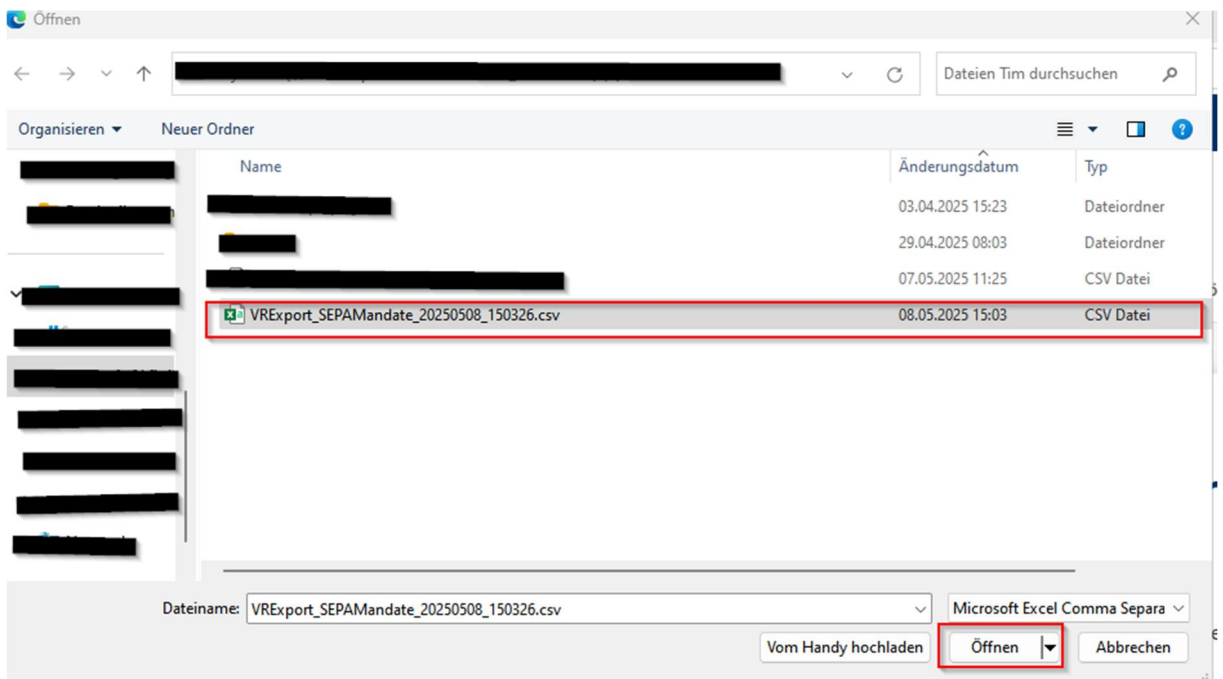 Öffnen
Dateien Tim durchsuchen
Organisieren Neuer Ordner
Name Änderungsdatum Typ
03.04.2025 15:23 Dateiordner
29.04.2025 08:03 Dateiordner
07.05.2025 11:25 CSV Datei
VRExport_SEPAMandate_20250508_150326.csv 08.05.2025 15:03 CSV Datei
Dateiname: VRExport_SEPAMandate_20250508_150326.csv Microsoft Excel Comma Separa
Vom Handy hochladen Öffnen Abbrechen